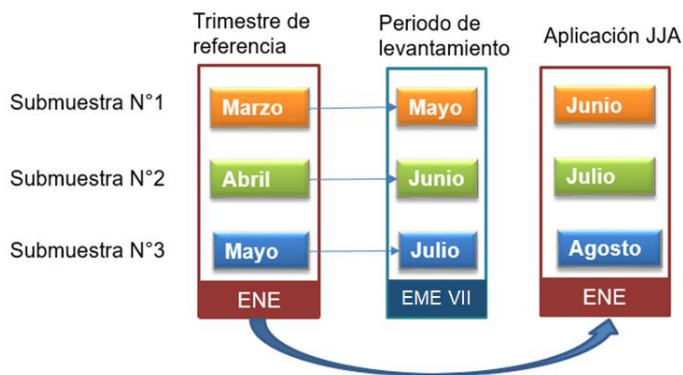 Trimestre de
referencia
Periodo de
levantamiento
Aplicación JJA
Submuestra N°1
Marzo
Mayo
Junio
Submuestra N°2
Abril
Junio
Julio
Submuestra N°3
Mayo
Julio
Agosto
ENE
EME VII
ENE